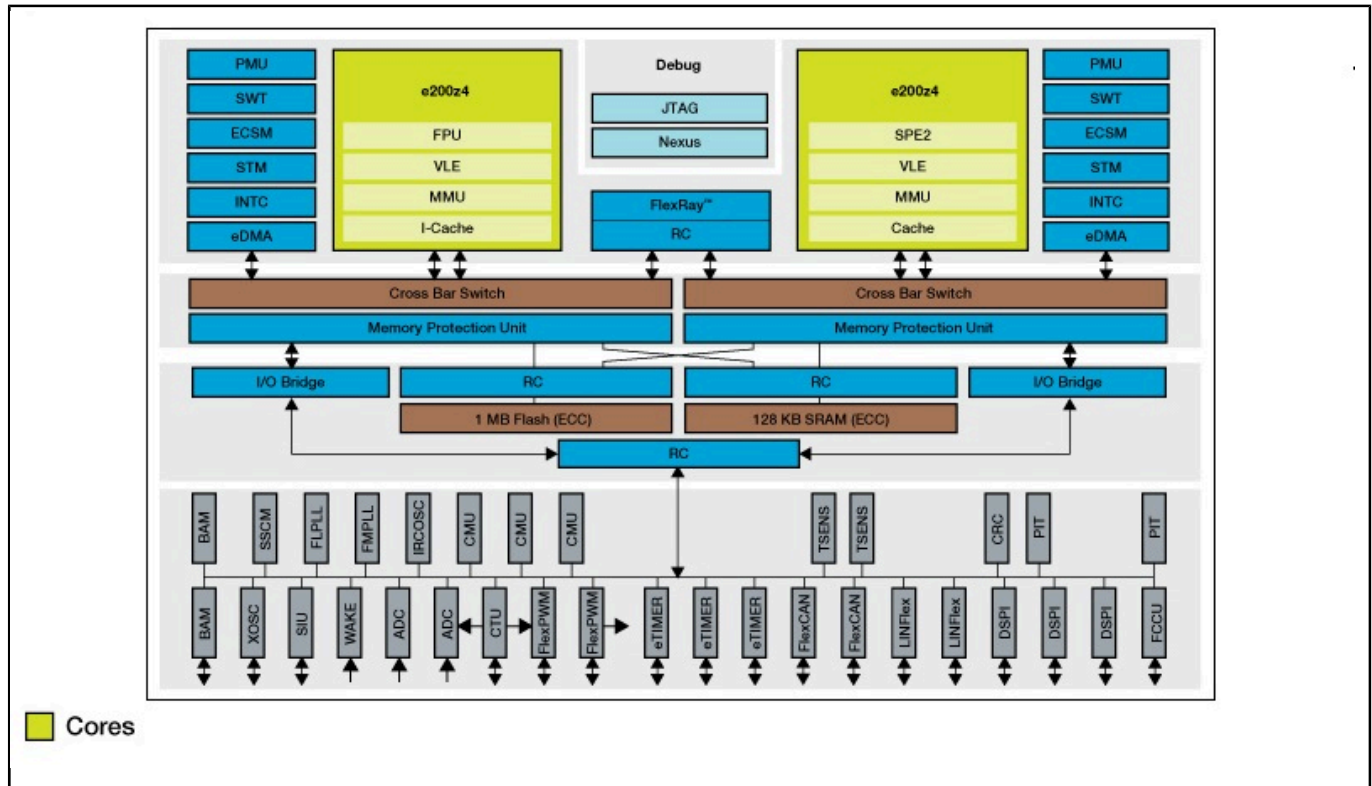 PMU
SWT
ECSM
STM
INTC
eDMA
e200z4
FPU
VLE
MMU
I-Cache
Debug
JTAG
Nexus
FlexRay™
RC
e200z4
SPE2
VLE
MMU
Cache
PMU
SWT
ECSM
STM
INTC
eDMA
Cross Bar Switch
Cross Bar Switch
Memory Protection Unit
Memory Protection Unit
I/O Bridge
RC
RC
I/O Bridge
1 MB Flash (ECC)
128 KB SRAM (ECC)
RC
BAM
SSCM
FLPLL
FMPLL
IRCOSC
CMU
CMU
CMU
TSENS
TSENS
CRC
PIT
PIT
BAM
XOSC
SIU
WAKE
ADC
ADC
CTU
FlexPWM
FlexPWM
eTIMER
eTIMER
eTIMER
FlexCAN
FlexCAN
LINFlex
LINFlex
DSPI
DSPI
DSPI
FCCU
Cores